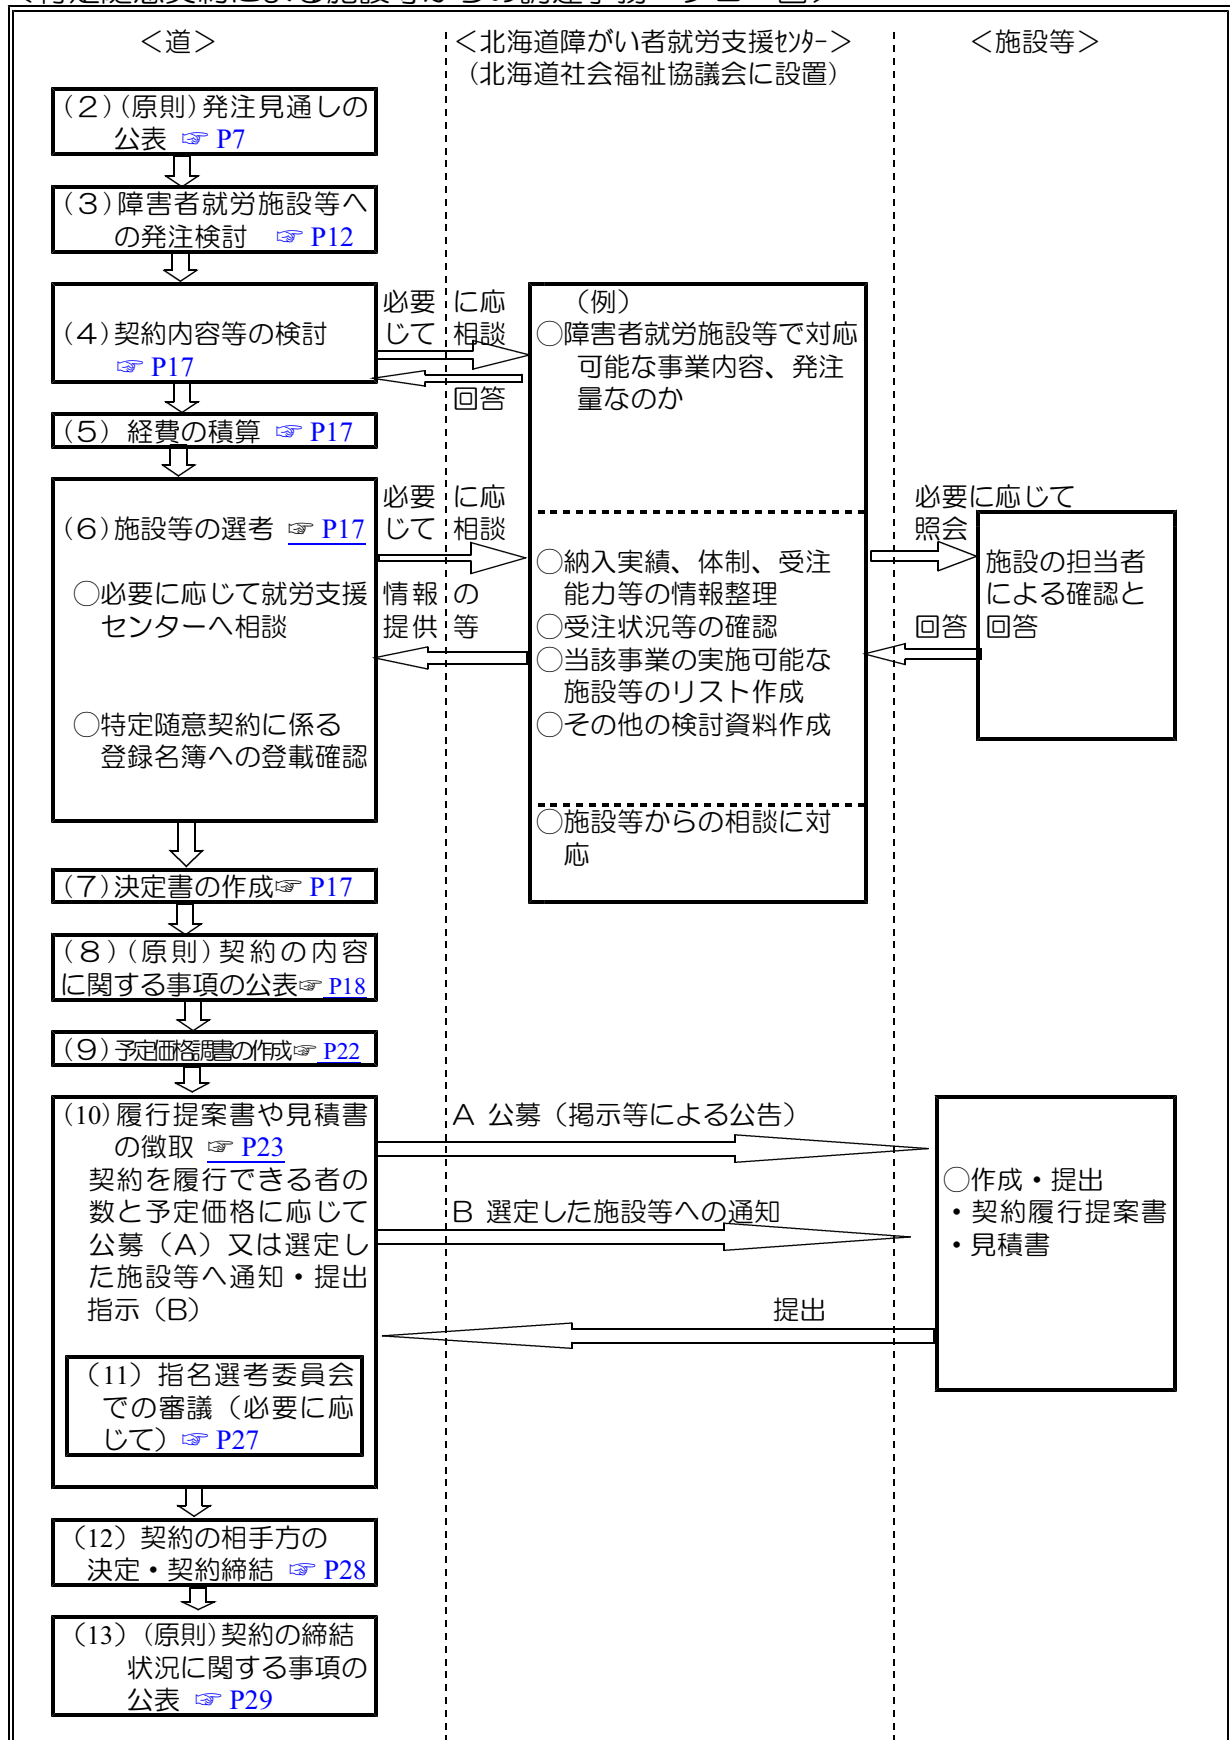 ＜特定随意契約による施設等からの調達事務 フロー図＞
＜道＞
＜北海道障がい者就労支援ｾﾝﾀｰ＞
（北海道社会福祉協議会に設置）
＜施設等＞
（２）（原則）発注見通しの
公表 ☞ P7
（３）障害者就労施設等へ
の発注検討 ☞ P12
（４）契約内容等の検討
☞ P17
必要に応
じて相談
回答
（例）
○障害者就労施設等で対応
可能な事業内容、発注
量なのか
（５）経費の積算 ☞ P17
（６）施設等の選考 ☞ P17
○必要に応じて就労支援
センターへ相談
○特定随意契約に係る
登録名簿への登載確認
必要に応
じて相談
情報の
提供等
○納入実績、体制、受注
能力等の情報整理
○受注状況等の確認
○当該事業の実施可能な
施設等のリスト作成
○その他の検討資料作成
○施設等からの相談に対
応
必要に応じて
照会
回答
施設の担当者
による確認と
回答
（７）決定書の作成☞ P17
（８）（原則）契約の内容
に関する事項の公表☞ P18
（９）予定価格調書の作成☞ P22
（10）履行提案書や見積書
の徴取 ☞ P23
契約を履行できる者の
数と予定価格に応じて
公募（Ａ）又は選定し
た施設等へ通知・提出
指示（Ｂ）
Ａ 公募（掲示等による公告）
Ｂ 選定した施設等への通知
提出
○作成・提出
・契約履行提案書
・見積書
（11）指名選考委員会
での審議（必要に応
じて）☞ P27
（12）契約の相手方の
決定・契約締結 ☞ P28
（13）（原則）契約の締結
状況に関する事項の
公表 ☞ P29